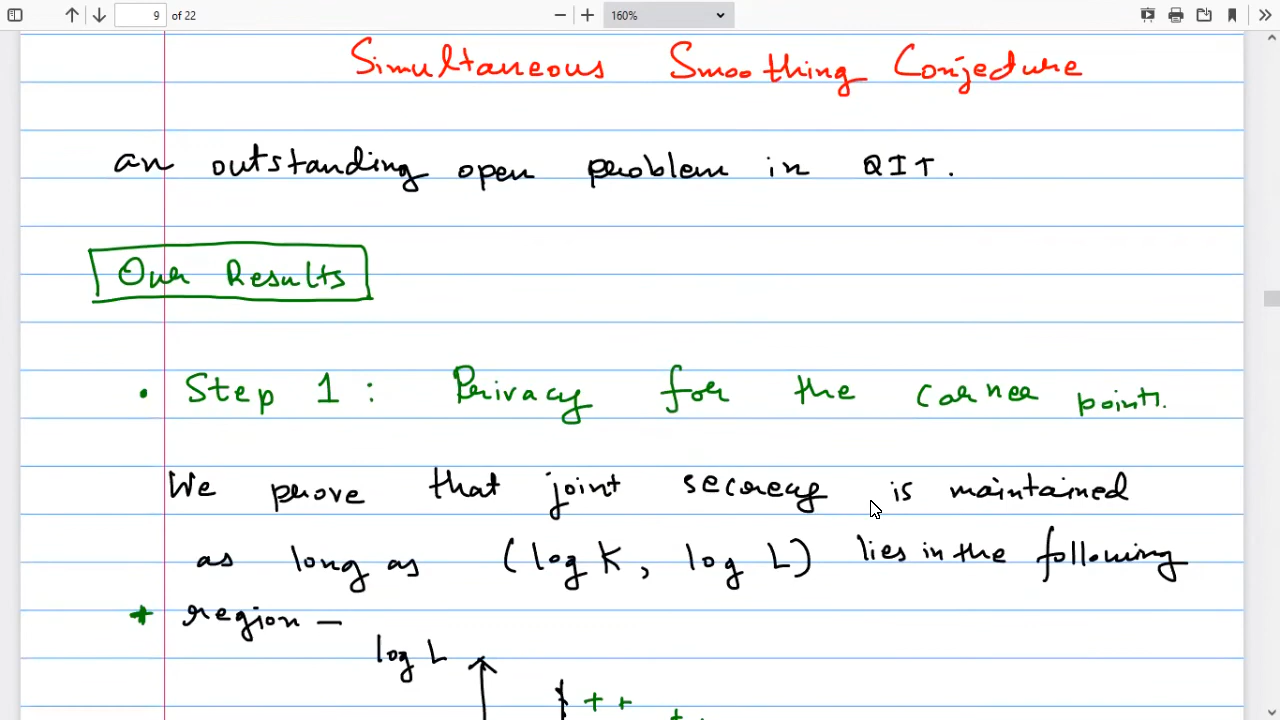 9 of 22 160%
Simultaneous Smoothing Conjecture
an outstanding open problem in QIT.
Our Results
• Step 1 : Privacy for the corner points.
We prove that joint secrecy is maintained
as long as (log K, log L) lies in the following
+ region –
log L
+ +
+